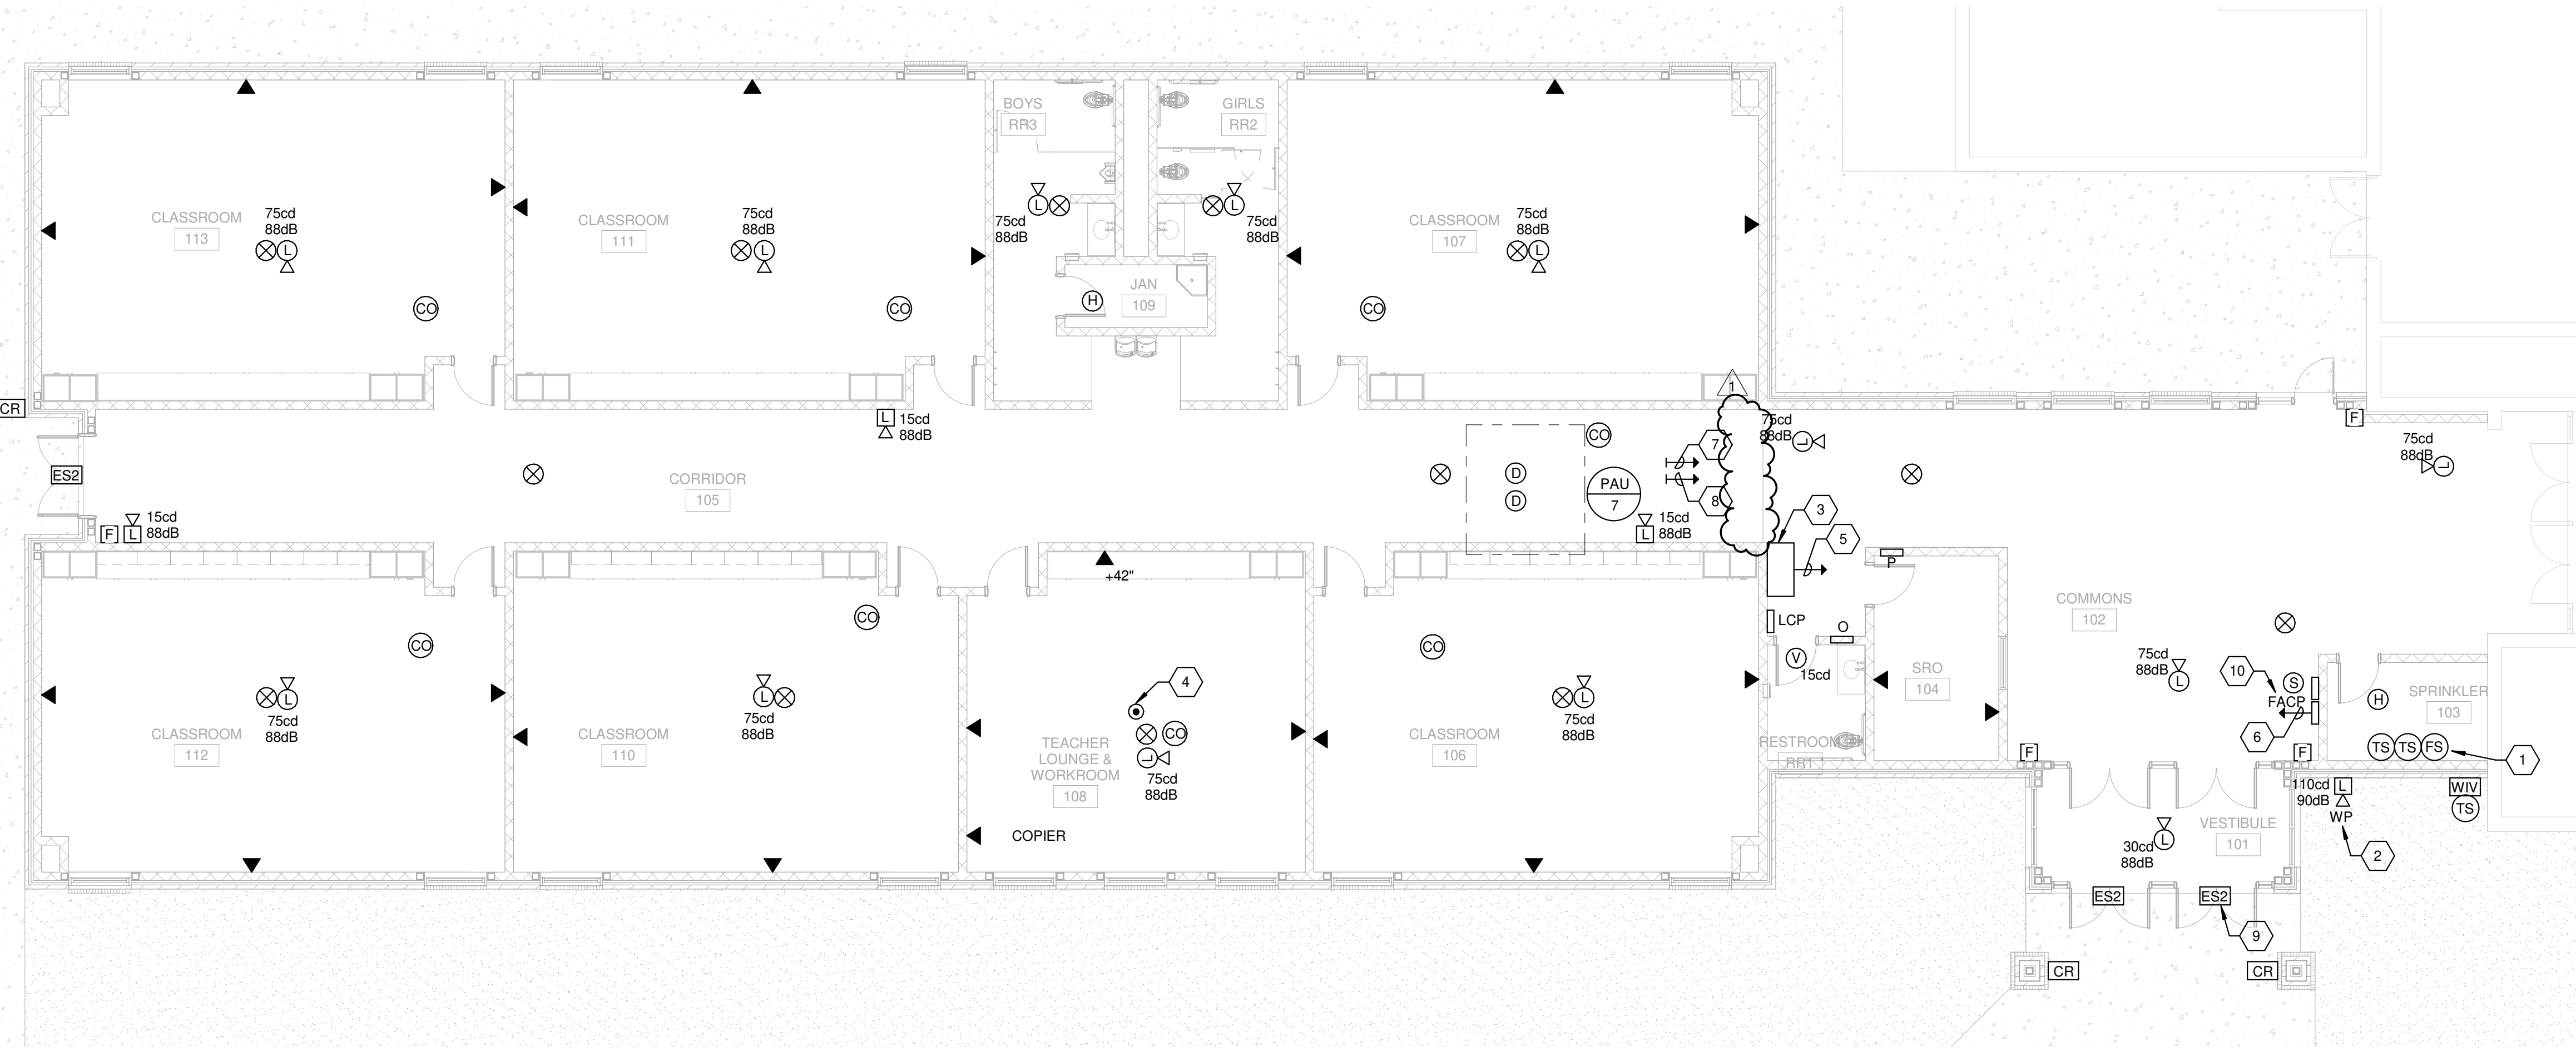 BOYS
RR3
GIRLS
RR2
CLASSROOM
113
75cd
88dB
L
CO
CLASSROOM
111
75cd
88dB
L
CO
L
75cd
88dB
L
75cd
88dB
JAN
109
H
CLASSROOM
107
75cd
88dB
L
CO
1
CR
ES2
F
L
15cd
88dB
L
15cd
88dB
CORRIDOR
105
CO
D
D
PAU
7
7
8
L
15cd
88dB
75cd
88dB
L
3
5
F
75cd
88dB
L
CLASSROOM
112
CO
L
75cd
88dB
CLASSROOM
110
CO
L
75cd
88dB
+42"
4
CO
L
75cd
88dB
TEACHER
LOUNGE &
WORKROOM
108
COPIER
CLASSROOM
106
CO
L
75cd
88dB
LCP
O
P
V
15cd
RESTROOM
RR1
SRO
104
COMMONS
102
75cd
88dB
L
10
S
FACP
6
H
SPRINKLER
103
TS
TS
FS
1
F
F
110cd
90dB
L
WP
2
WIV
TS
VESTIBULE
101
L
30cd
88dB
ES2
ES2
9
CR
CR